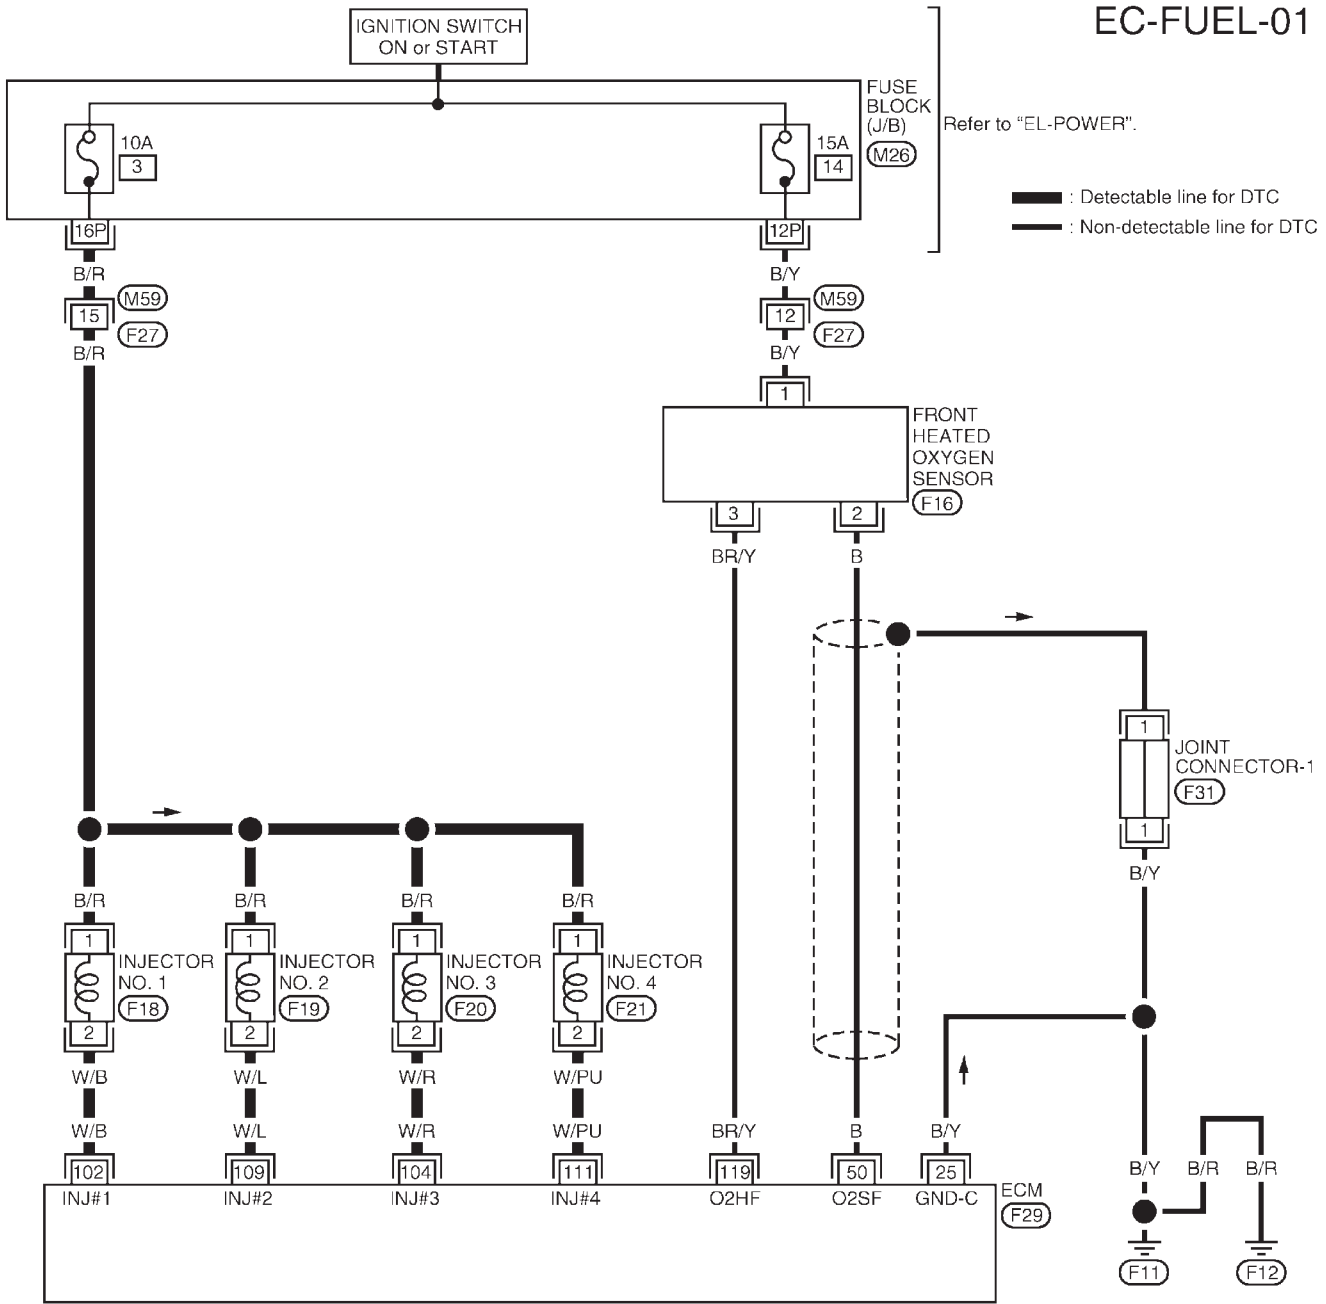 EC-FUEL-01
IGNITION SWITCH
ON or START
FUSE
BLOCK
(J/B)
M26
Refer to "EL-POWER".
10A
3
15A
14
: Detectable line for DTC
: Non-detectable line for DTC
16P
12P
B/R
B/Y
M59
M59
15
12
F27
F27
B/R
B/Y
1
FRONT
HEATED
OXYGEN
SENSOR
F16
3
2
BR/Y
B
1
JOINT
CONNECTOR-1
F31
1
B/Y
B/R
B/R
B/R
B/R
1
1
1
1
INJECTOR
NO. 1
F18
INJECTOR
NO. 2
F19
INJECTOR
NO. 3
F20
INJECTOR
NO. 4
F21
2
2
2
2
W/B
W/L
W/R
W/PU
W/B
W/L
W/R
W/PU
BR/Y
B
B/Y
102
109
104
111
119
50
25
B/Y
B/R
B/R
INJ#1
INJ#2
INJ#3
INJ#4
O2HF
O2SF
GND-C
ECM
F29
F11
F12